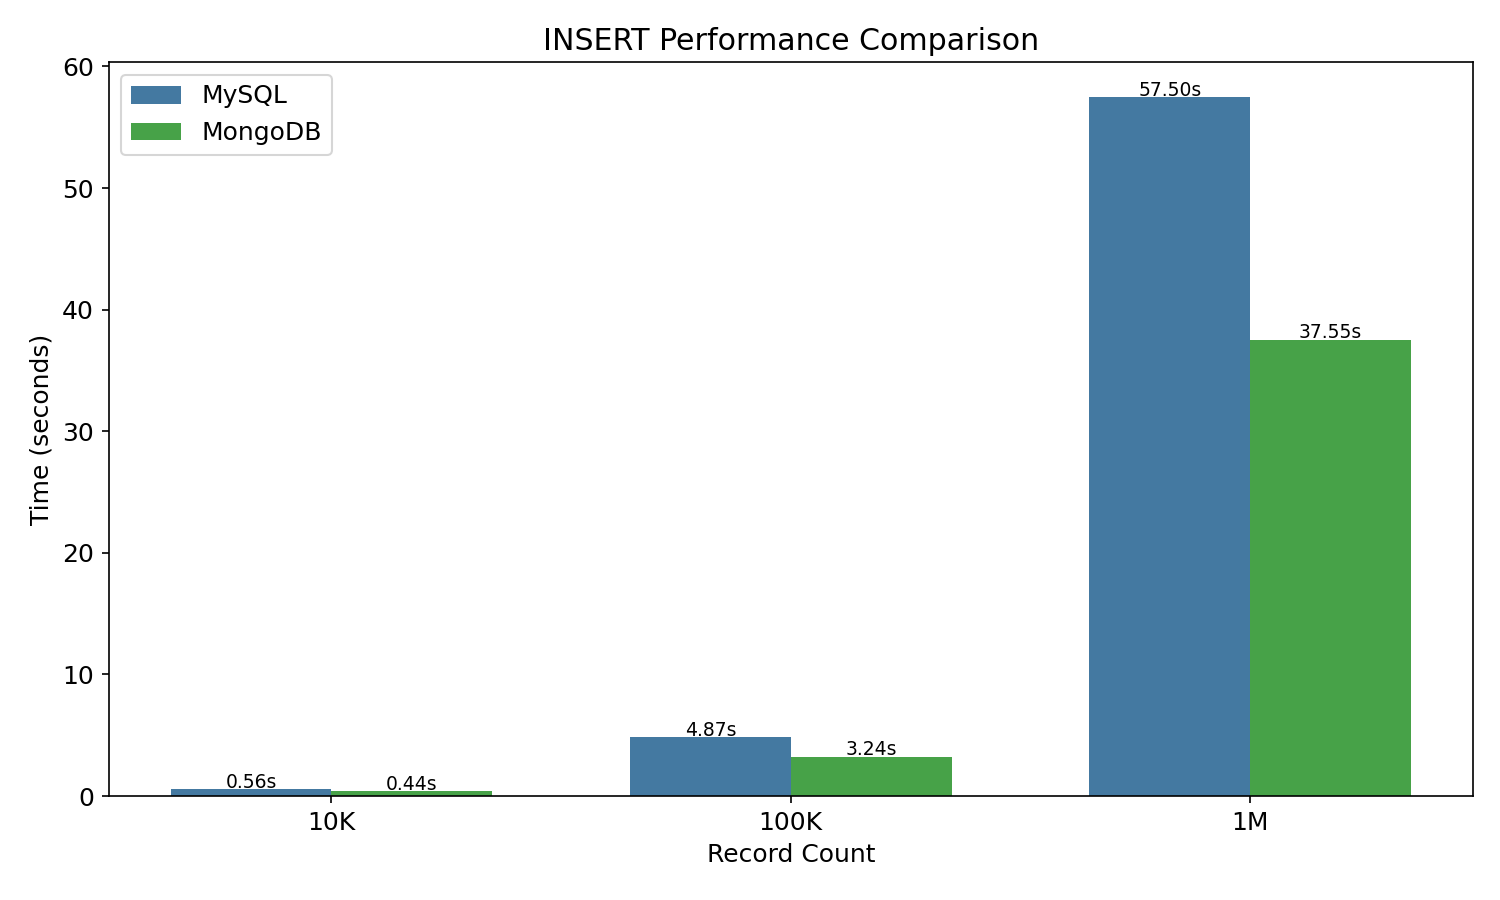 INSERT Performance Comparison
MySQL
MongoDB
Time (seconds)
60
50
40
30
20
10
0
0.56s
0.44s
4.87s
3.24s
57.50s
37.55s
10K
100K
1M
Record Count